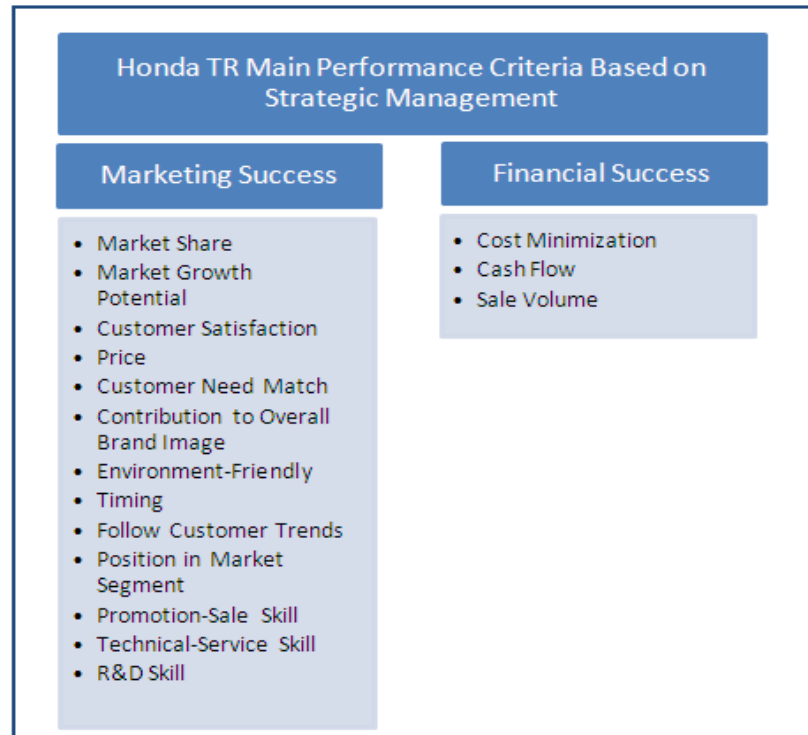 Honda TR Main Performance Criteria Based on
Strategic Management
Marketing Success
• Market Share
• Market Growth
Potential
• Customer Satisfaction
• Price
• Customer Need Match
• Contribution to Overall
Brand Image
• Environment-Friendly
• Timing
• Follow Customer Trends
• Position in Market
Segment
• Promotion-Sale Skill
• Technical-Service Skill
• R&D Skill
Financial Success
• Cost Minimization
• Cash Flow
• Sale Volume